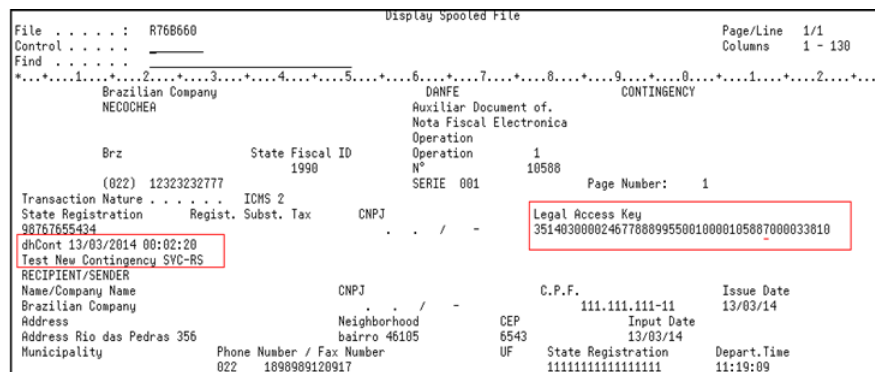 Display Spooled File
File . . . . . : R76B660 Page/Line 1/1
Control . . . . . Columns 1 - 130
Find . . . . . .
*...+....1....+....2....+....3....+....4....+....5....+....6....+....7....+....8....+....9....+....0....+....1....+....2....+...
Brazilian Company DANFE CONTINGENCY
NECOCHEA Auxiliar Document of.
Nota Fiscal Electronica
Operation
Brz State Fiscal ID Operation 1
1990 N° 10588
(022) 12323232777 SERIE 001 Page Number: 1
Transaction Nature . . . . . . ICMS 2
State Registration Regist. Subst. Tax CNPJ Legal Access Key
98767655434 . . / - 35140300002467788899550010000105887000033810
dhCont 13/03/2014 00:02:20
Test New Contingency SVC-RS
RECIPIENT/SENDER
Name/Company Name CNPJ C.P.F. Issue Date
Brazilian Company . . / - 111.111.111-11 13/03/14
Address Neighborhood CEP Input Date
Address Rio das Pedras 356 bairro 46105 6543 13/03/14
Municipality Phone Number / Fax Number UF State Registration Depart.Time
022 1898989120917 11111111111111111 11:19:09